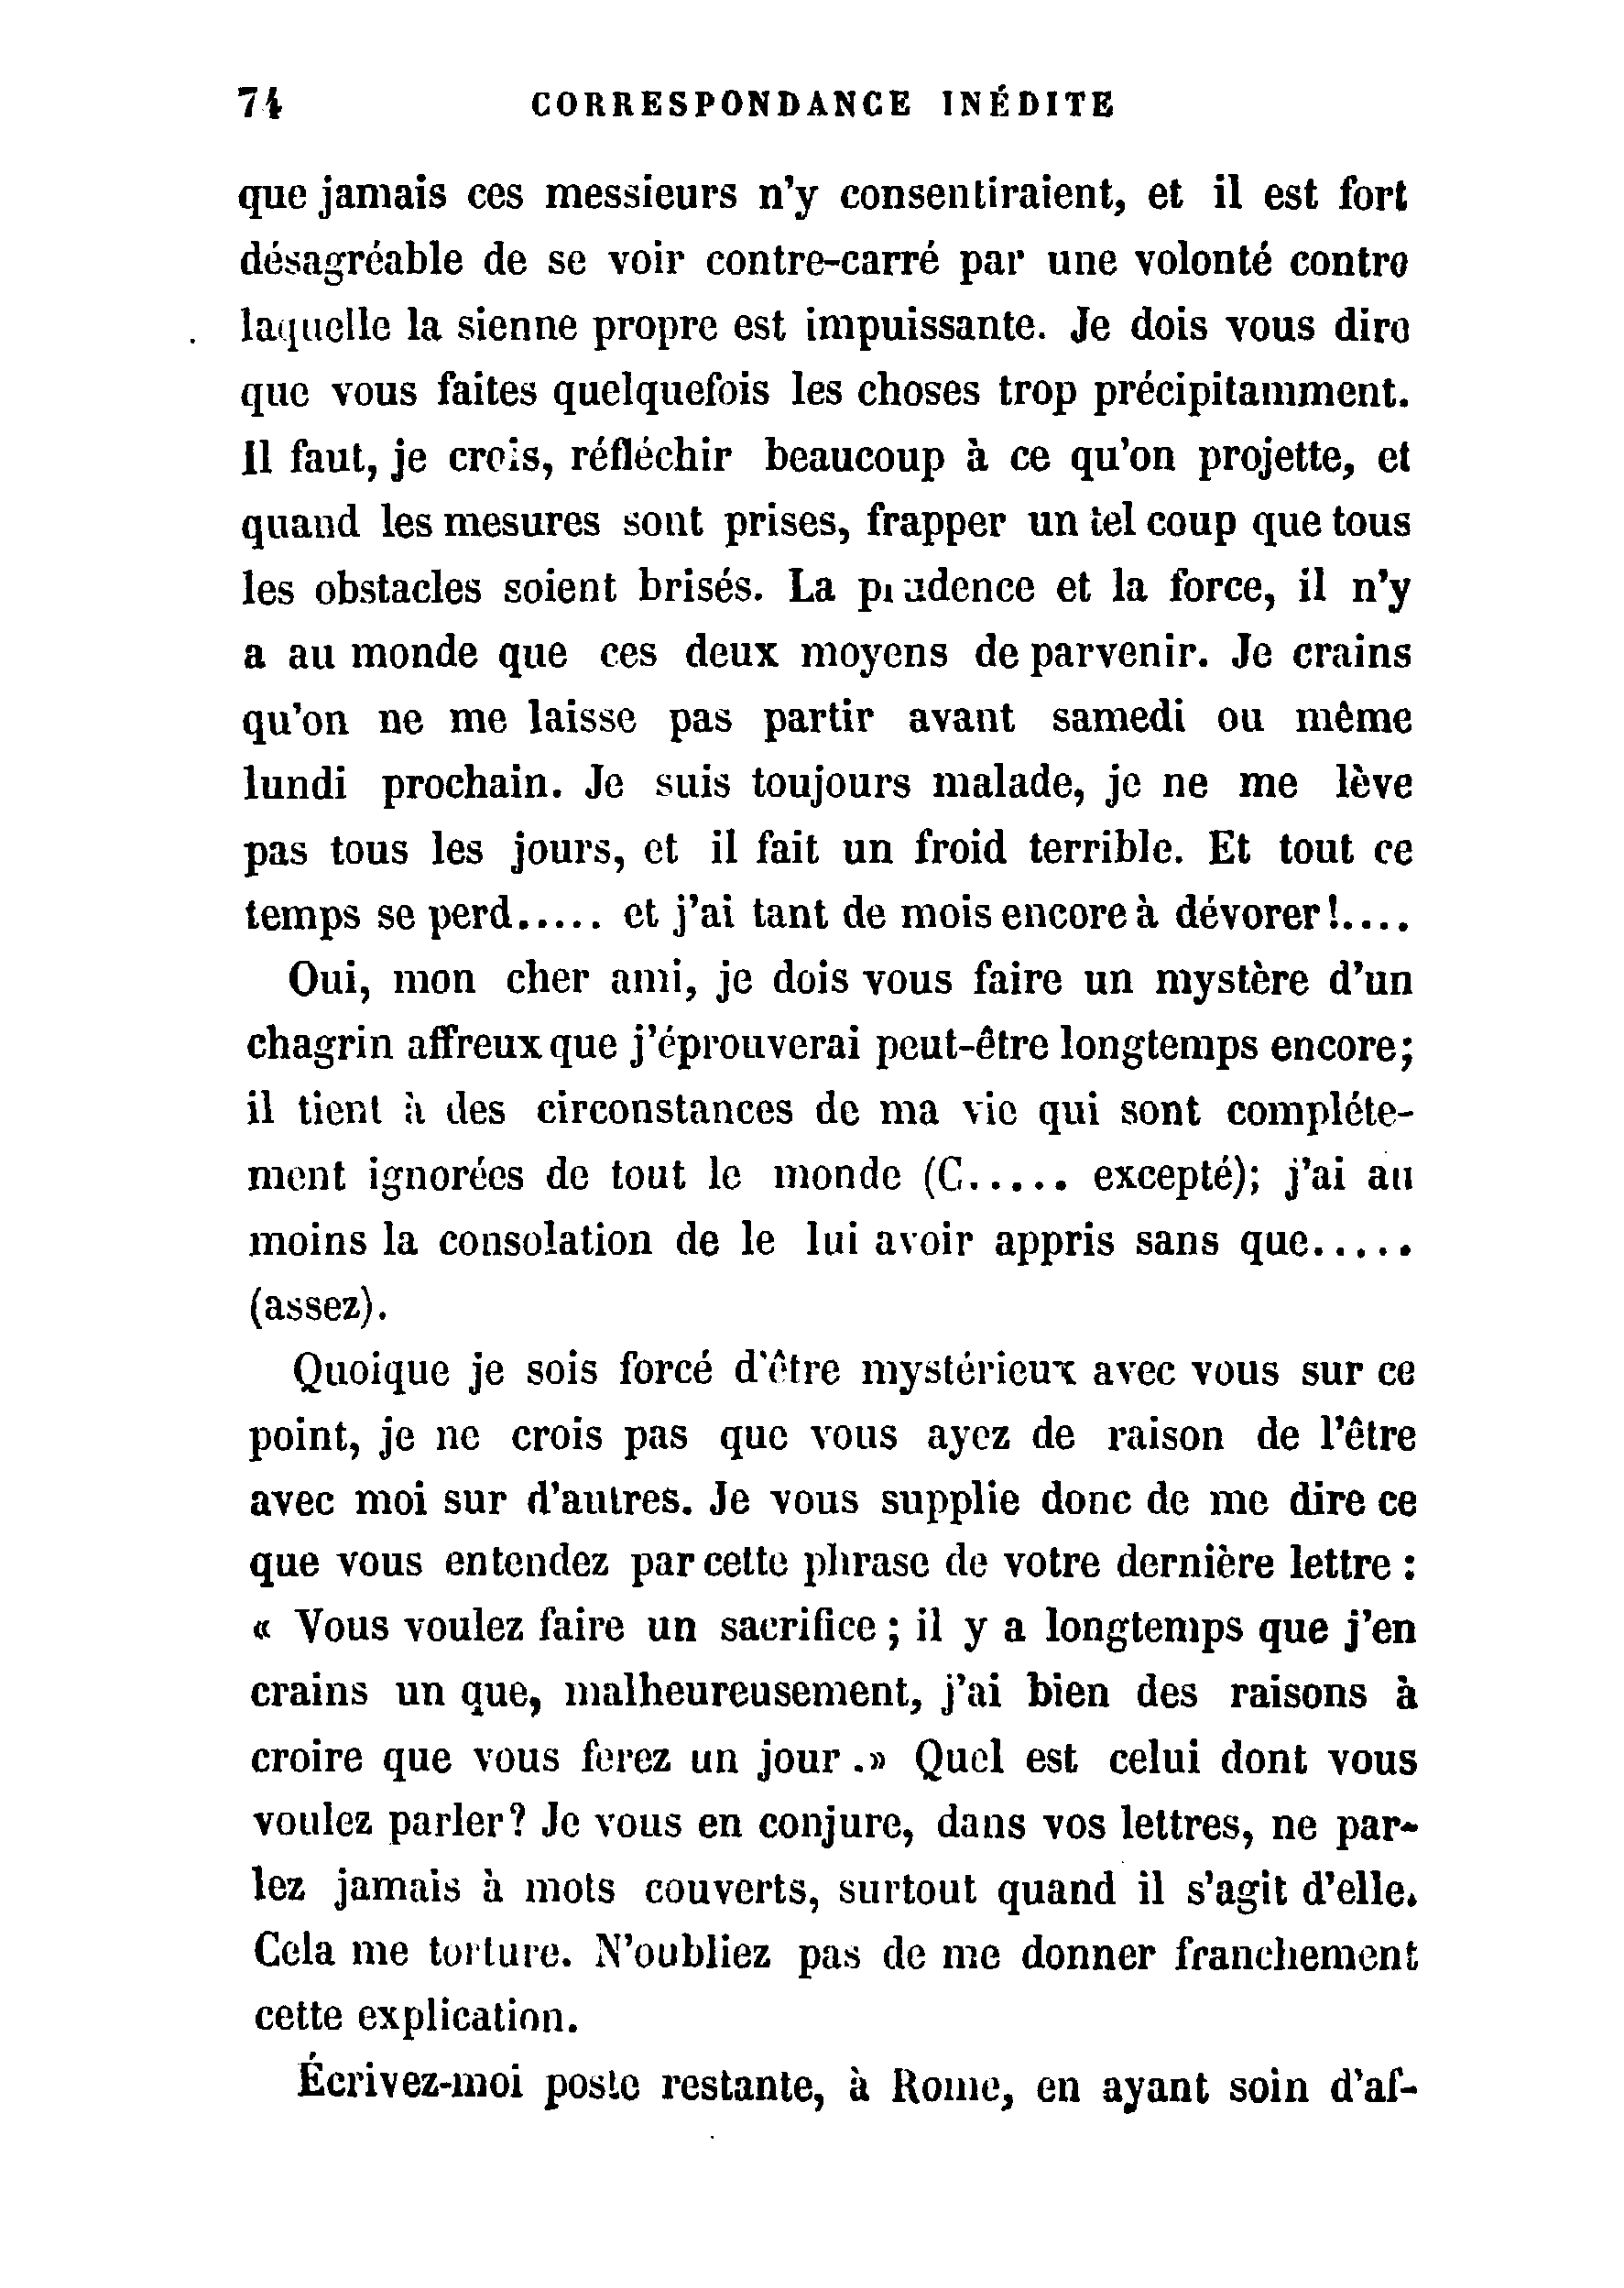 74 CORRESPONDANCE INÉDITE
que jamais ces messieurs n'y consentiraient, et il est fort
désagréable de se voir contre-carré par une volonté contre
laquelle la sienne propre est impuissante. Je dois vous dire
que vous faites quelquefois les choses trop précipitamment.
Il faut, je crois, réfléchir beaucoup à ce qu'on projette, et
quand les mesures sont prises, frapper un tel coup que tous
les obstacles soient brisés. La prudence et la force, il n'y
a au monde que ces deux moyens de parvenir. Je crains
qu'on ne me laisse pas partir avant samedi ou même
lundi prochain. Je suis toujours malade, je ne me lève
pas tous les jours, et il fait un froid terrible. Et tout ce
temps se perd..... et j'ai tant de mois encore à dévorer!....
Oui, mon cher ami, je dois vous faire un mystère d'un
chagrin affreux que j'éprouverai peut-être longtemps encore;
il tient à des circonstances de ma vie qui sont compléte-
ment ignorées de tout le monde (C..... excepté); j'ai au
moins la consolation de le lui avoir appris sans que.....
(assez).
Quoique je sois forcé d'être mystérieux avec vous sur ce
point, je ne crois pas que vous ayez de raison de l'être
avec moi sur d'autres. Je vous supplie donc de me dire ce
que vous entendez par cette phrase de votre dernière lettre :
« Vous voulez faire un sacrifice ; il y a longtemps que j'en
crains un que, malheureusement, j'ai bien des raisons à
croire que vous ferez un jour .» Quel est celui dont vous
voulez parler? Je vous en conjure, dans vos lettres, ne par-
lez jamais à mots couverts, surtout quand il s'agit d'elle.
Cela me torture. N'oubliez pas de me donner franchement
cette explication.
Écrivez-moi poste restante, à Rome, en ayant soin d'af-